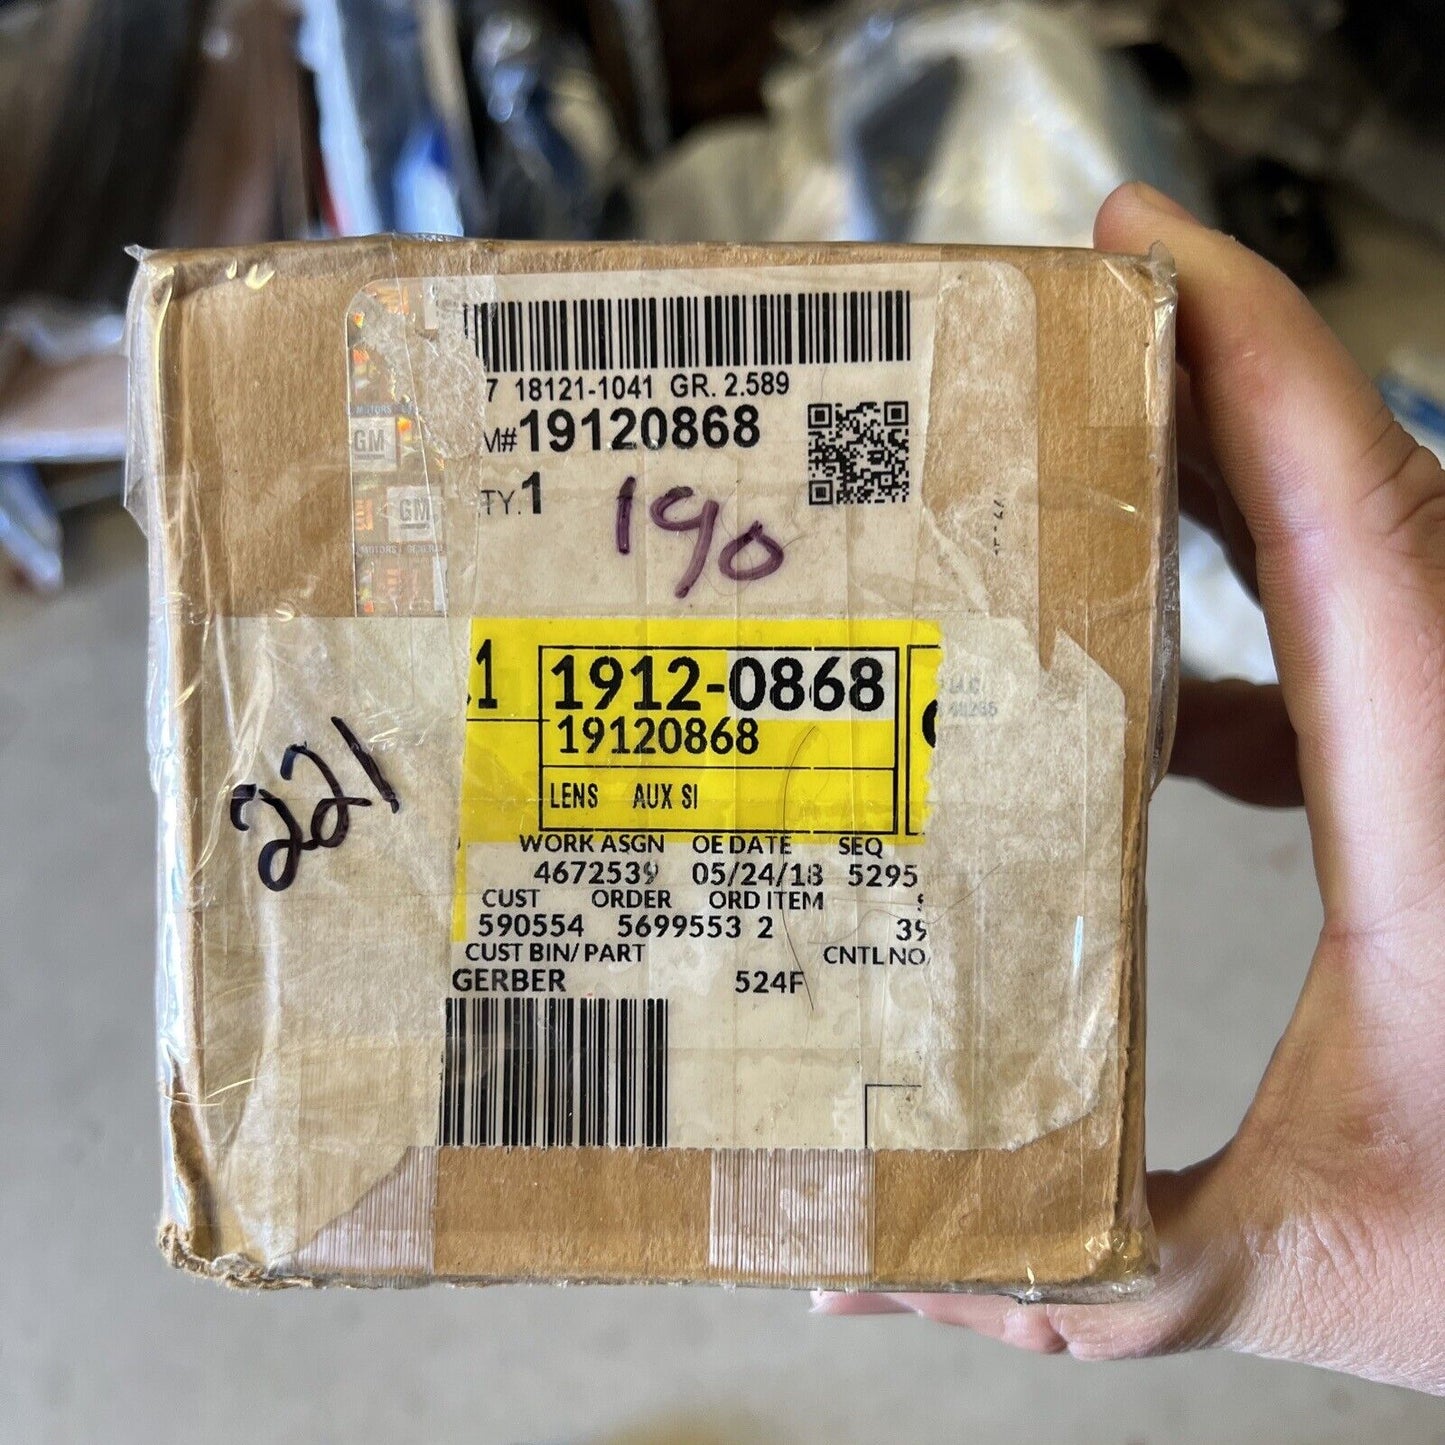 7 18121-1041 GR. 2.589
M#19120868
TY.1
190
GM
GM
MOTORS
1
1912-0868
19120868
LENS AUX SI
221
WORK ASGN OE DATE SEQ
4672539 05/24/18 5295
CUST ORDER ORD ITEM
590554 5699553 2 39
CUST BIN/ PART CNTL NO
GERBER 524F